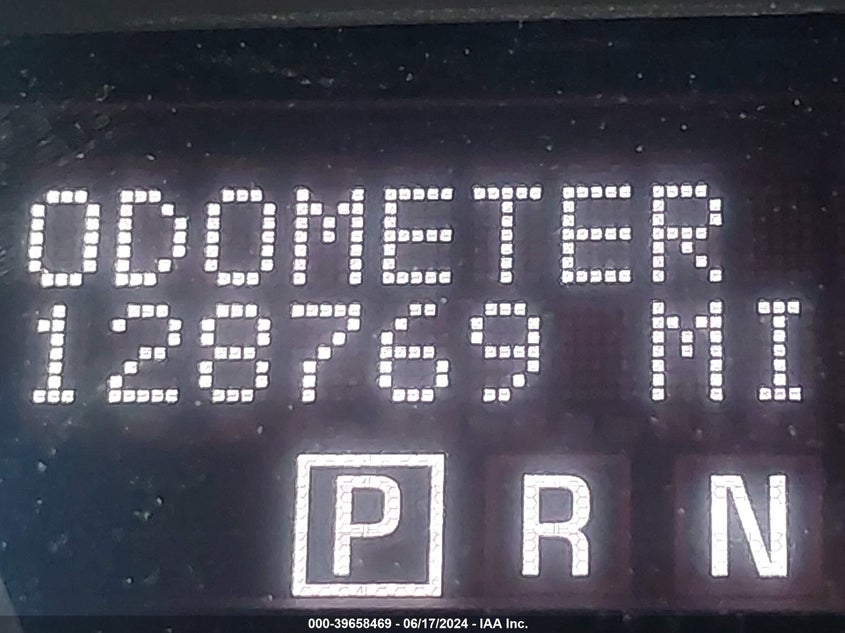 ODOMETER
128769 MI
P R N
000-39658469 - 06/17/2024 - IAA Inc.